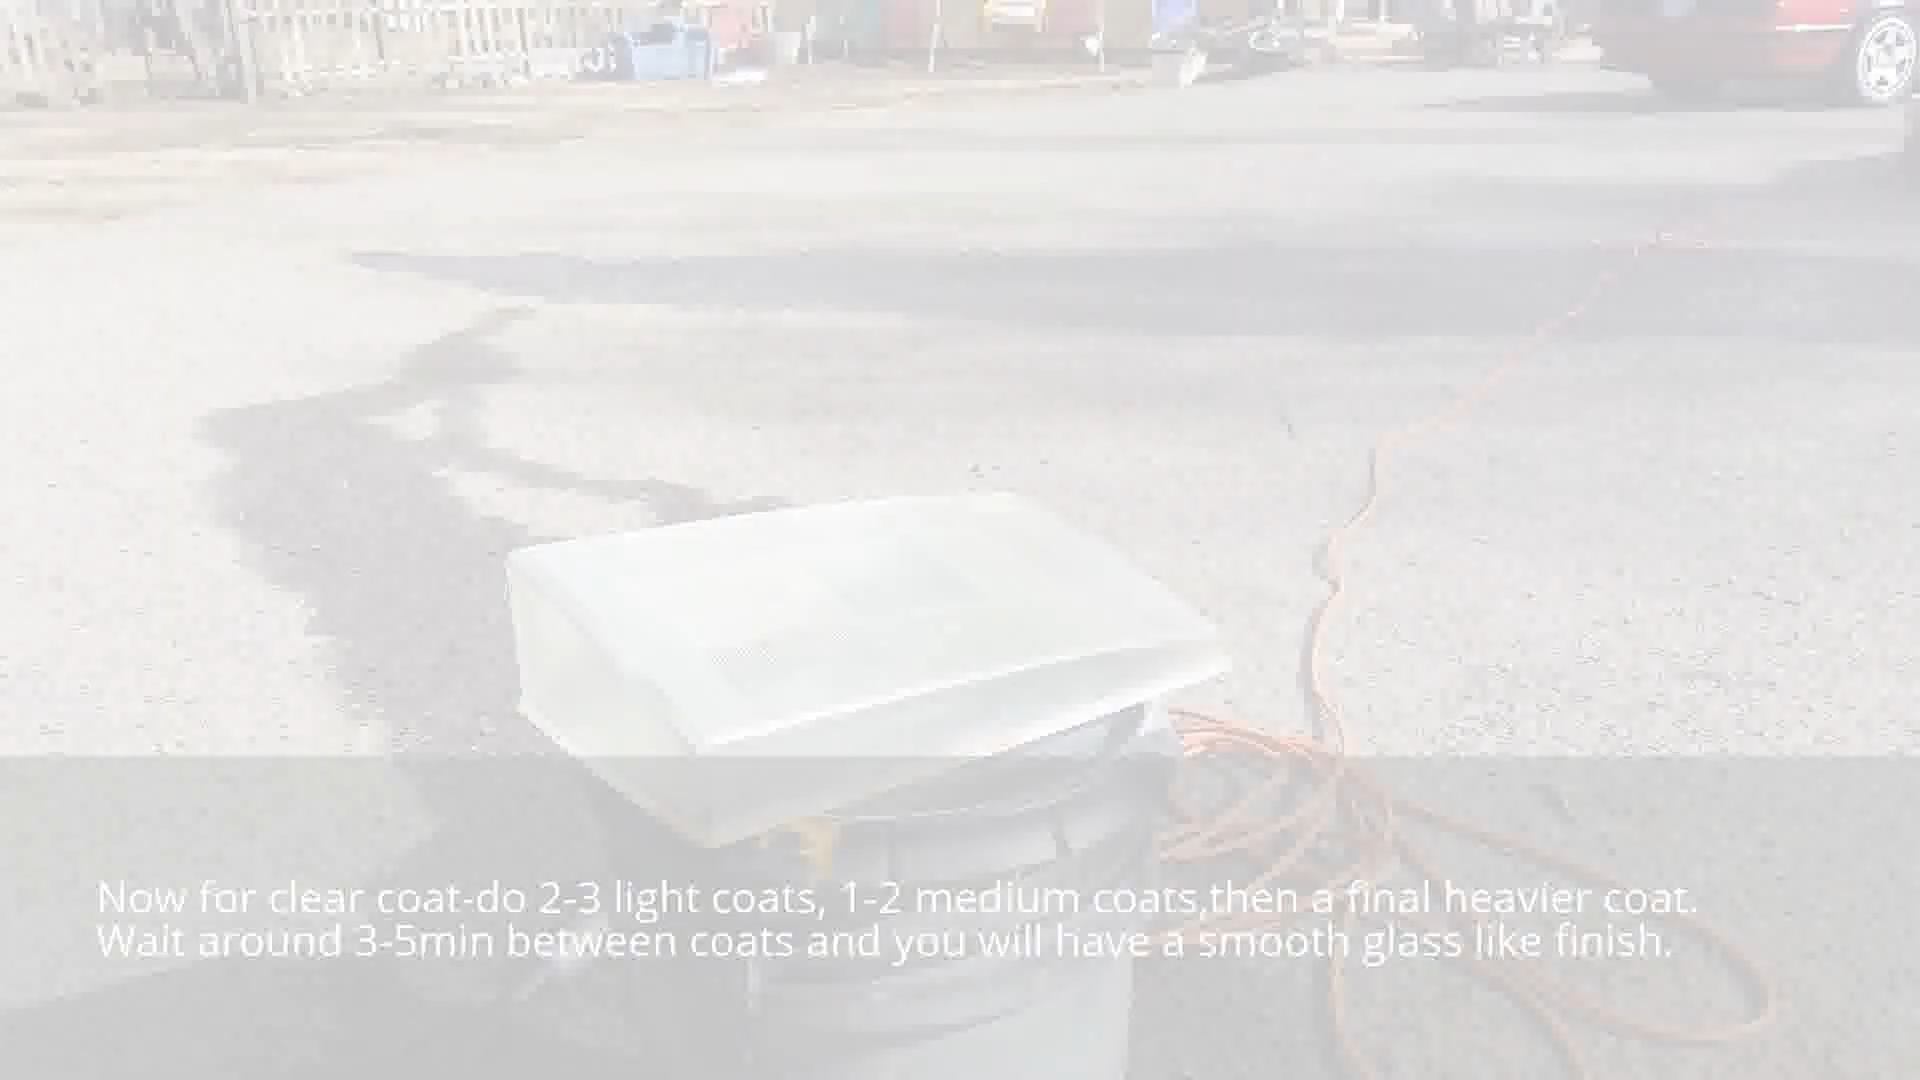 Now for clear coat-do 2-3 light coats, 1-2 medium coats,then a final heavier coat.
Wait around 3-5min between coats and you will have a smooth glass like finish.